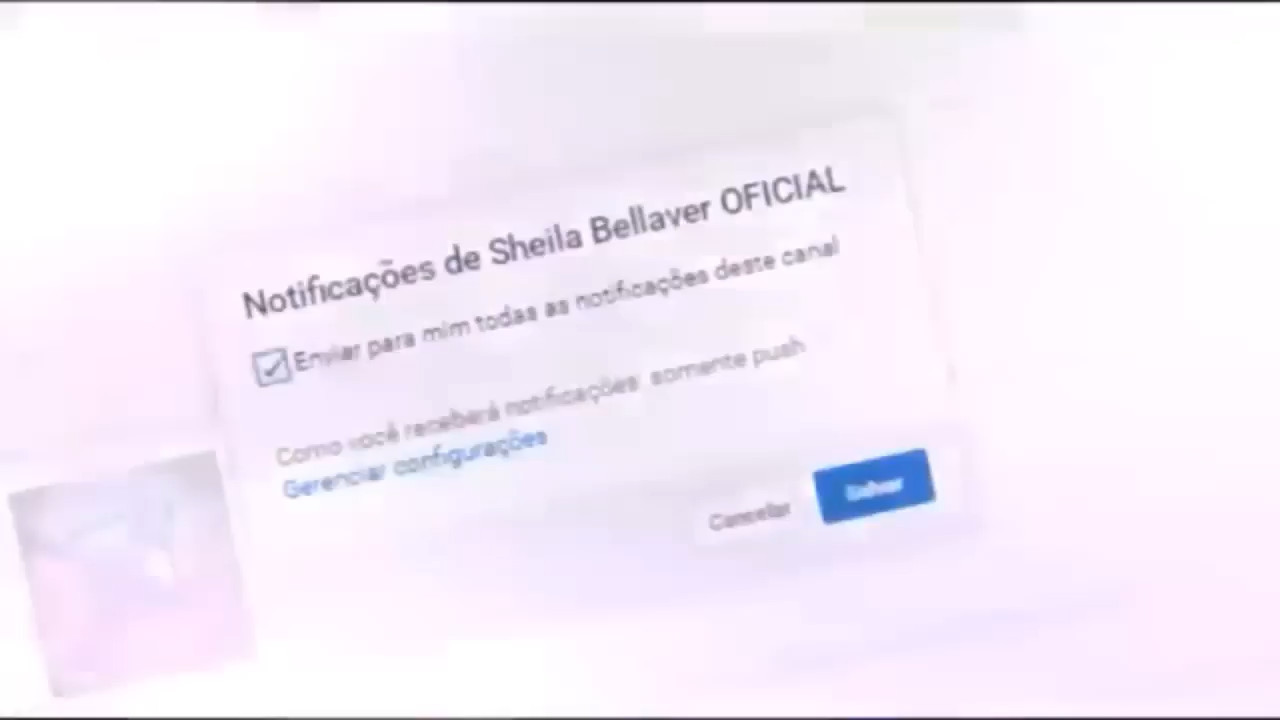 Notificações de Sheila Bellaver OFICIAL
Enviar para mim todas as notificações deste canal
Como você receberá notificações: somente push
Gerenciar configurações
Cancelar